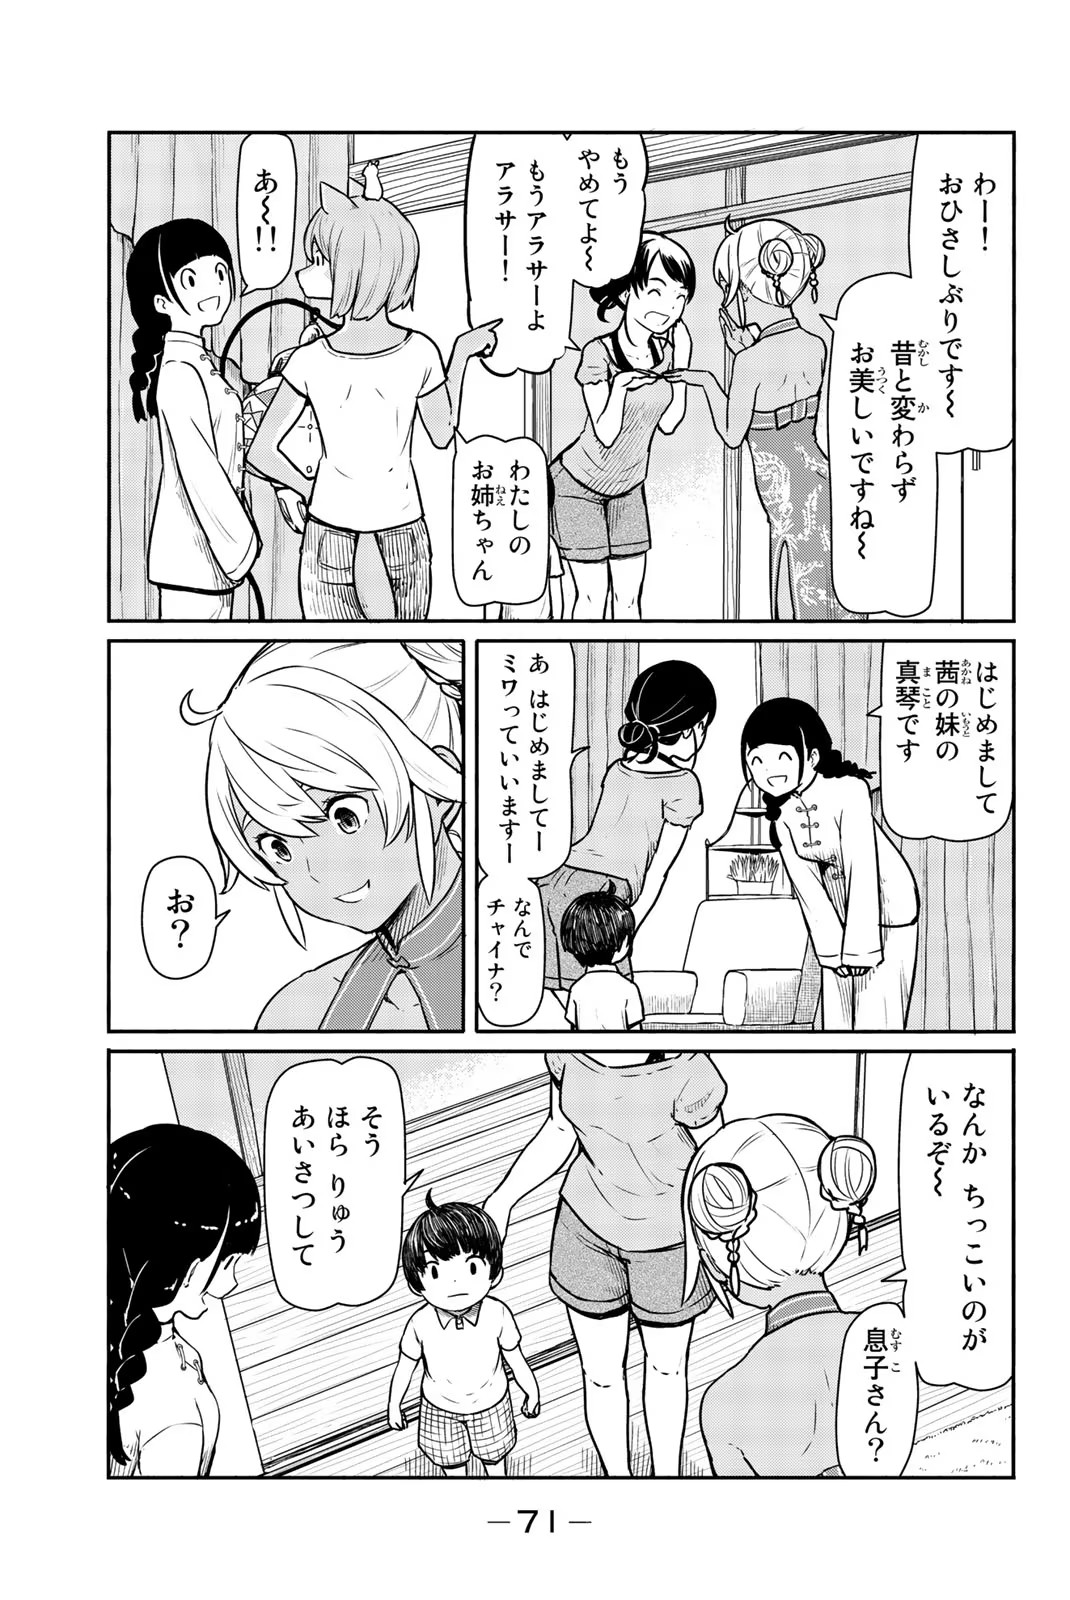 わー！
おひさしぶりです〜
昔と変わらず
お美しいですね〜
もう
やめてよ〜
もうアラサーよ
アラサー！
わたしの
お姉ちゃん
あ〜!!
はじめまして
茜の妹の
真琴です
あ はじめましてー
ミワっていいますー
なんで
チャイナ？
お？
なんか ちっこいのが
いるぞ〜
息子さん？
そう
ほら りゅう
あいさつして
—71—